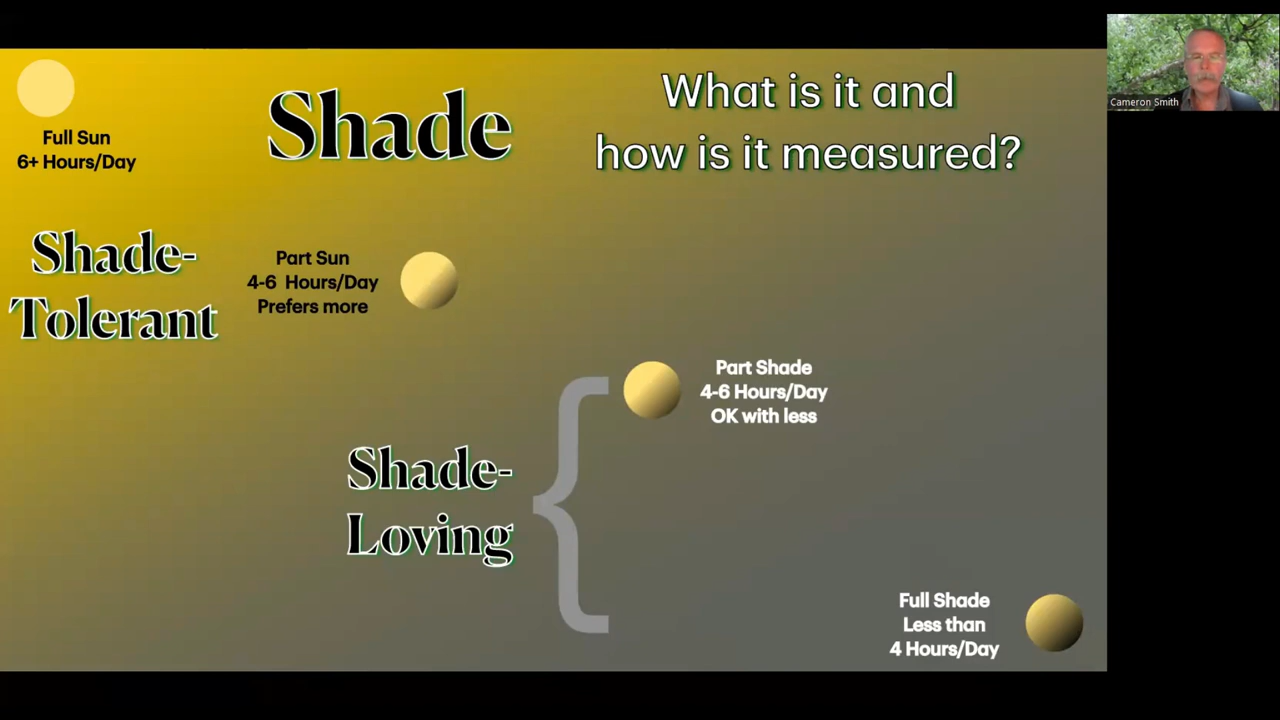 Full Sun
6+ Hours/Day
Shade
What is it and
how is it measured?
Cameron Smith
Shade-
Tolerant
Part Sun
4-6 Hours/Day
Prefers more
Part Shade
4-6 Hours/Day
OK with less
Shade-
Loving
Full Shade
Less than
4 Hours/Day